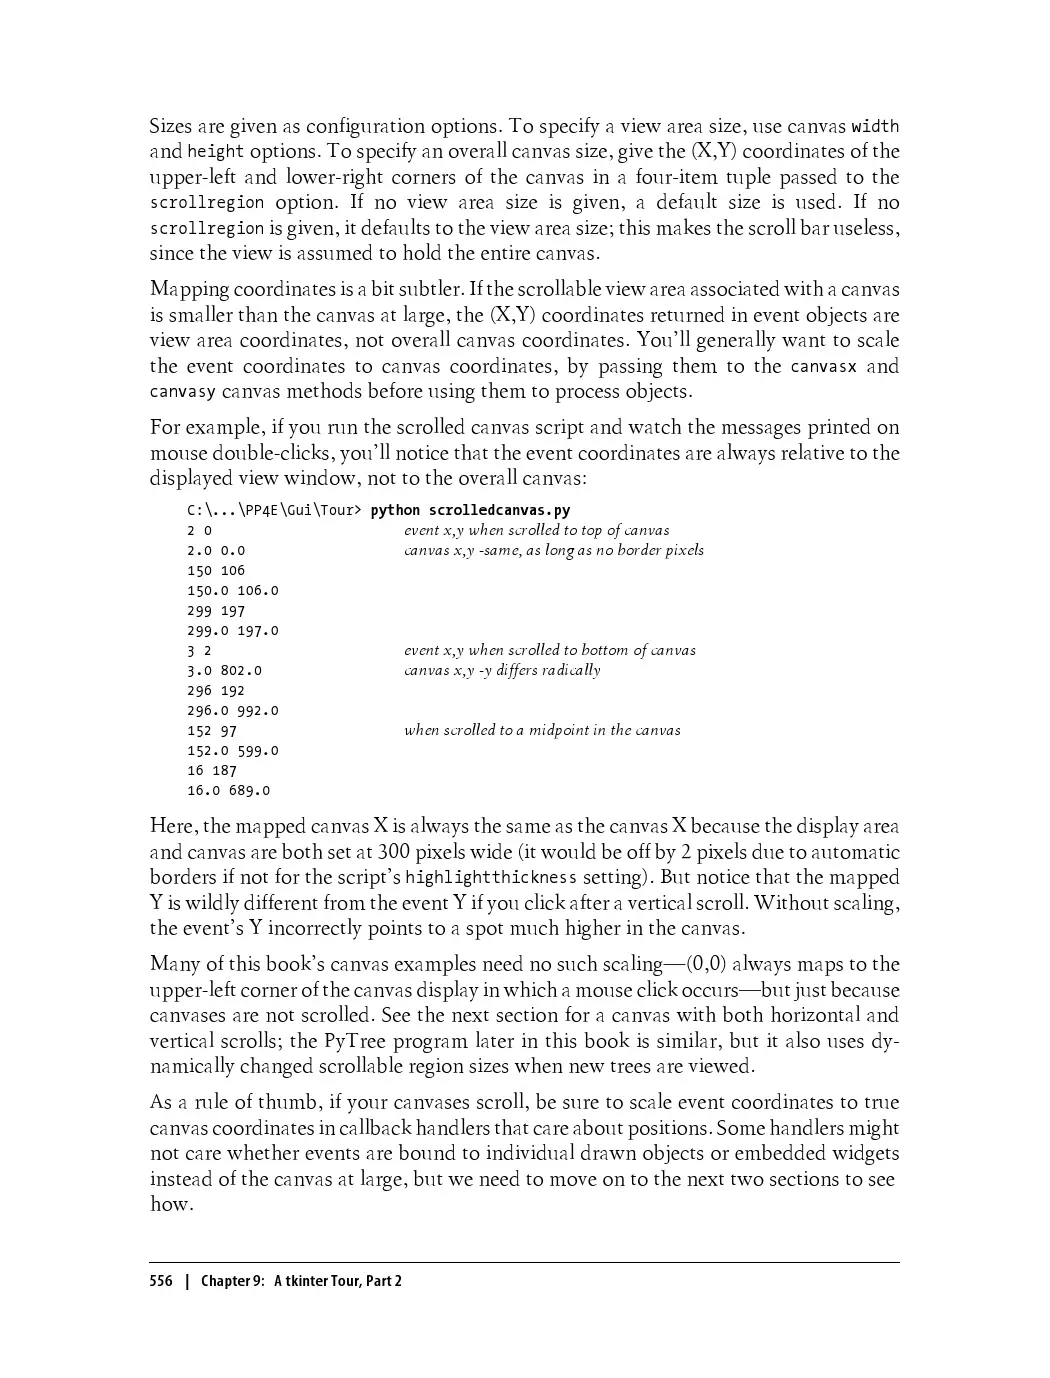 Sizes are given as configuration options. To specify a view area size, use canvas width
and height options. To specify an overall canvas size, give the (X,Y) coordinates of the
upper-left and lower-right corners of the canvas in a four-item tuple passed to the
scrollregion option. If no view area size is given, a default size is used. If no
scrollregion is given, it defaults to the view area size; this makes the scroll bar useless,
since the view is assumed to hold the entire canvas.
Mapping coordinates is a bit subtler. If the scrollable view area associated with a canvas
is smaller than the canvas at large, the (X,Y) coordinates returned in event objects are
view area coordinates, not overall canvas coordinates. You’ll generally want to scale
the event coordinates to canvas coordinates, by passing them to the canvasx and
canvasy canvas methods before using them to process objects.
For example, if you run the scrolled canvas script and watch the messages printed on
mouse double-clicks, you’ll notice that the event coordinates are always relative to the
displayed view window, not to the overall canvas:
C:\...\PP4E\Gui\Tour> python scrolledcanvas.py
2 0 event x,y when scrolled to top of canvas
2.0 0.0 canvas x,y -same, as long as no border pixels
150 106
150.0 106.0
299 197
299.0 197.0
3 2 event x,y when scrolled to bottom of canvas
3.0 802.0 canvas x,y -y differs radically
296 192
296.0 992.0
152 97 when scrolled to a midpoint in the canvas
152.0 599.0
16 187
16.0 689.0
Here, the mapped canvas X is always the same as the canvas X because the display area
and canvas are both set at 300 pixels wide (it would be off by 2 pixels due to automatic
borders if not for the script’s highlightthickness setting). But notice that the mapped
Y is wildly different from the event Y if you click after a vertical scroll. Without scaling,
the event’s Y incorrectly points to a spot much higher in the canvas.
Many of this book’s canvas examples need no such scaling—(0,0) always maps to the
upper-left corner of the canvas display in which a mouse click occurs—but just because
canvases are not scrolled. See the next section for a canvas with both horizontal and
vertical scrolls; the PyTree program later in this book is similar, but it also uses dy-
namically changed scrollable region sizes when new trees are viewed.
As a rule of thumb, if your canvases scroll, be sure to scale event coordinates to true
canvas coordinates in callback handlers that care about positions. Some handlers might
not care whether events are bound to individual drawn objects or embedded widgets
instead of the canvas at large, but we need to move on to the next two sections to see
how.
556 | Chapter 9: A tkinter Tour, Part 2